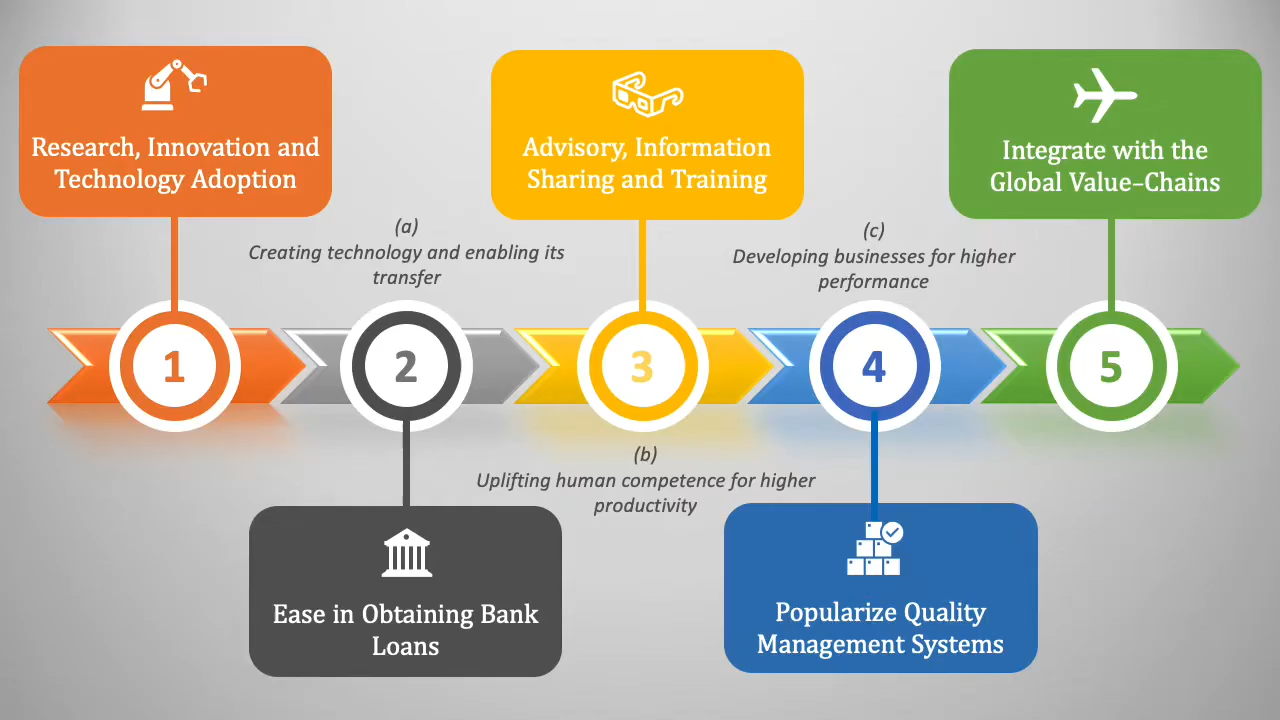 Research, Innovation and
Technology Adoption
Advisory, Information
Sharing and Training
Integrate with the
Global Value–Chains
(a)
Creating technology and enabling its
transfer
(c)
Developing businesses for higher
performance
1
2
3
4
5
(b)
Uplifting human competence for higher
productivity
Ease in Obtaining Bank
Loans
Popularize Quality
Management Systems